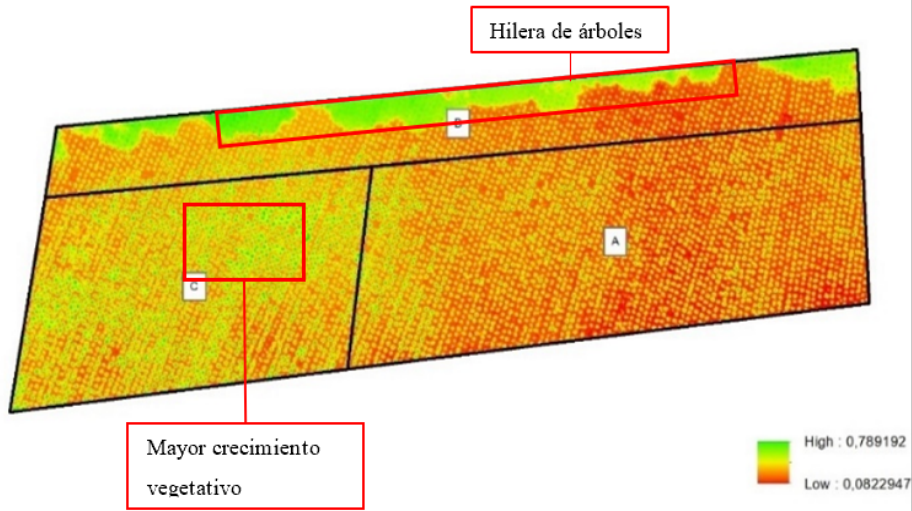 Hilera de árboles
D
A
C
Mayor crecimiento
vegetativo
High : 0,789192
Low : 0,0822947